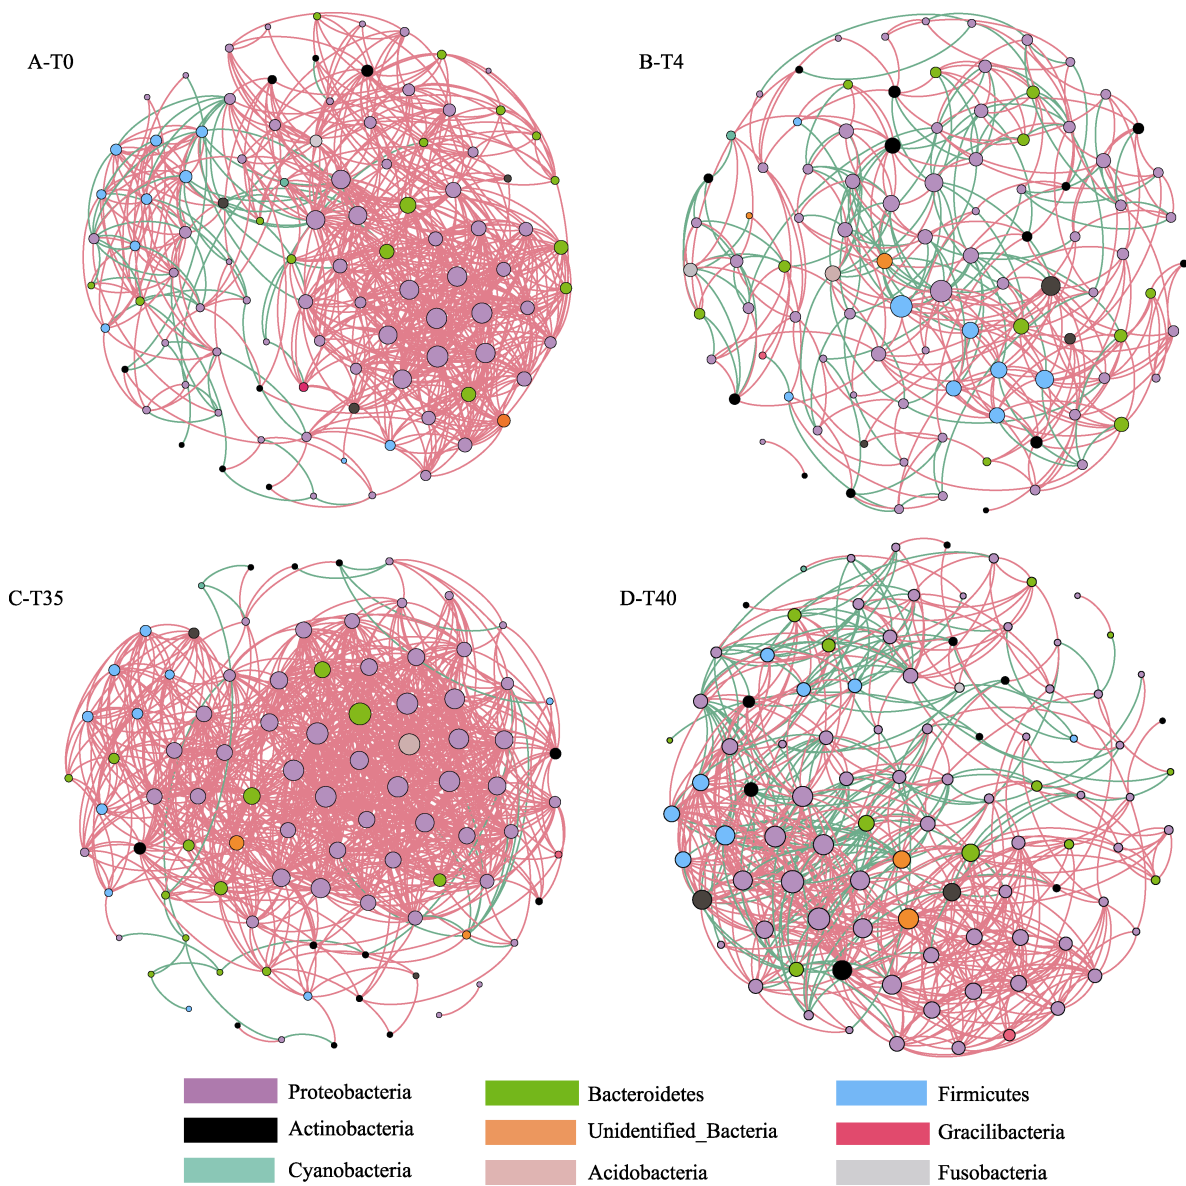 A-T0
B-T4
C-T35
D-T40
Proteobacteria
Bacteroidetes
Firmicutes
Actinobacteria
Unidentified_Bacteria
Gracilibacteria
Cyanobacteria
Acidobacteria
Fusobacteria